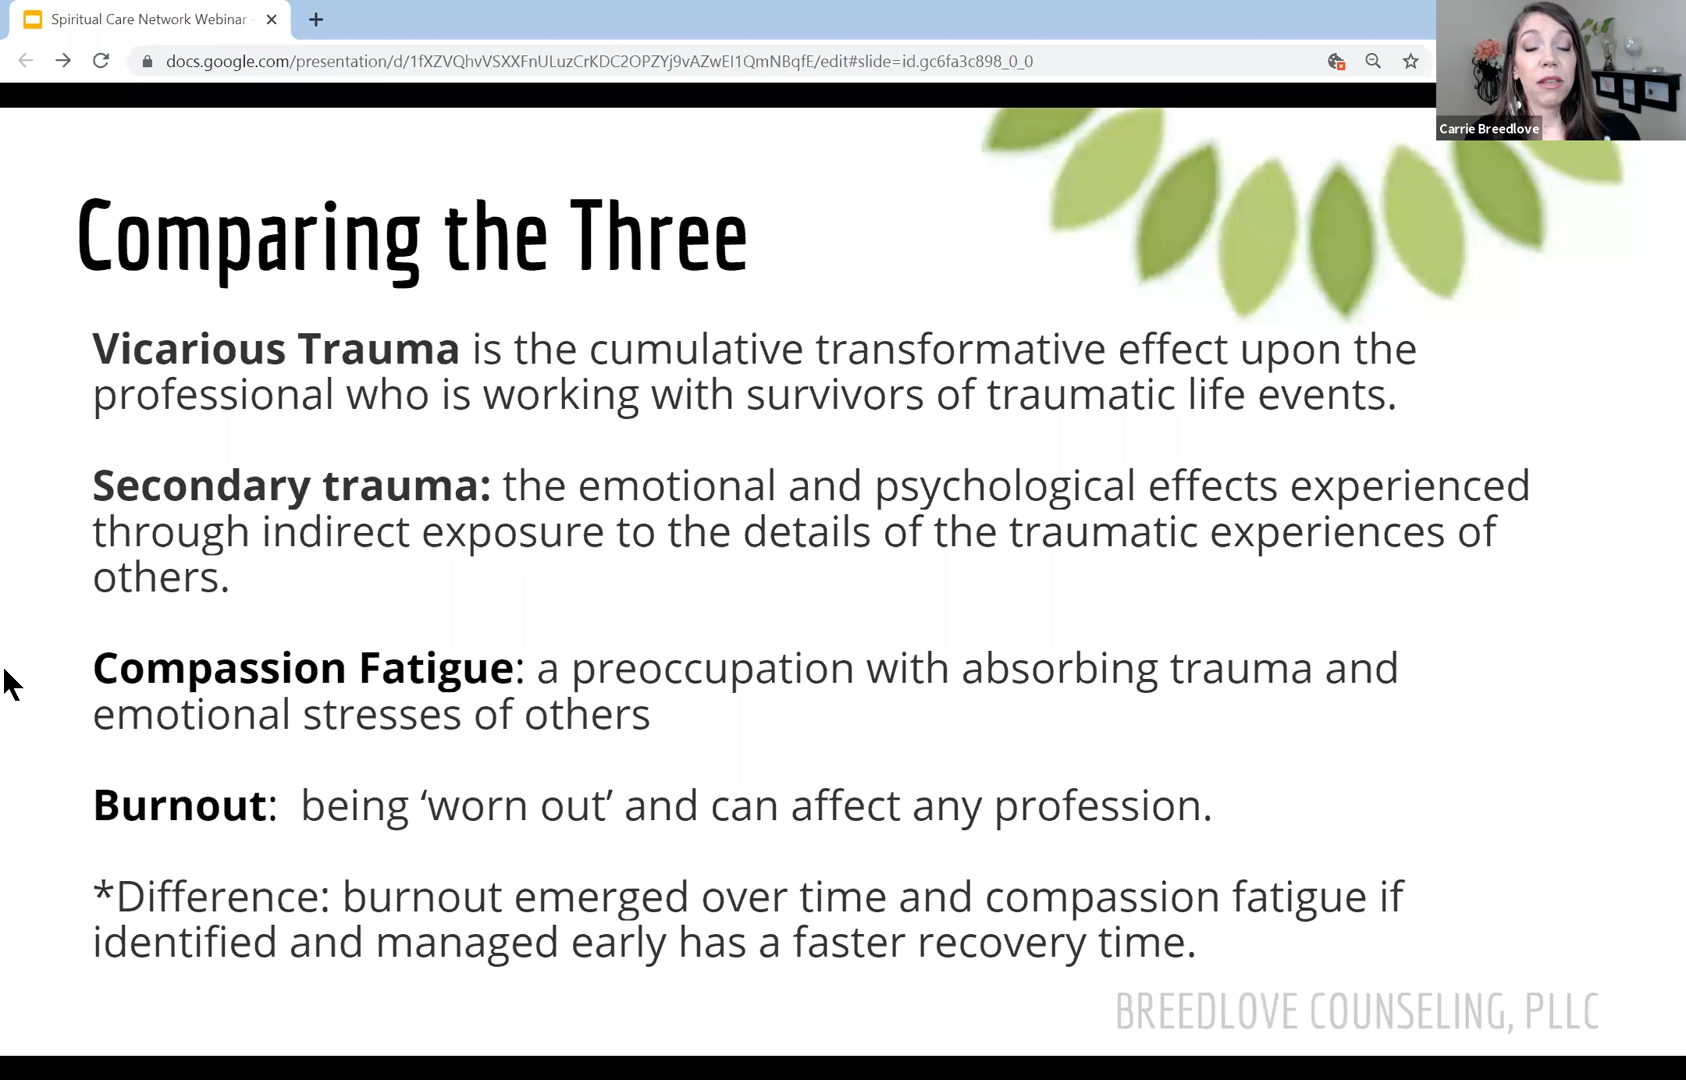 Spiritual Care Network Webinar
docs.google.com/presentation/d/1fXZVQhvVSXXFnULuzCrKDC2OPZYj9vAZwEI1QmNBqfE/edit#slide=id.gc6fa3c898_0_0
Carrie Breedlove
Comparing the Three
Vicarious Trauma is the cumulative transformative effect upon the
professional who is working with survivors of traumatic life events.
Secondary trauma: the emotional and psychological effects experienced
through indirect exposure to the details of the traumatic experiences of
others.
Compassion Fatigue: a preoccupation with absorbing trauma and
emotional stresses of others
Burnout:  being ‘worn out’ and can affect any profession.
*Difference: burnout emerged over time and compassion fatigue if
identified and managed early has a faster recovery time.
BREEDLOVE COUNSELING, PLLC